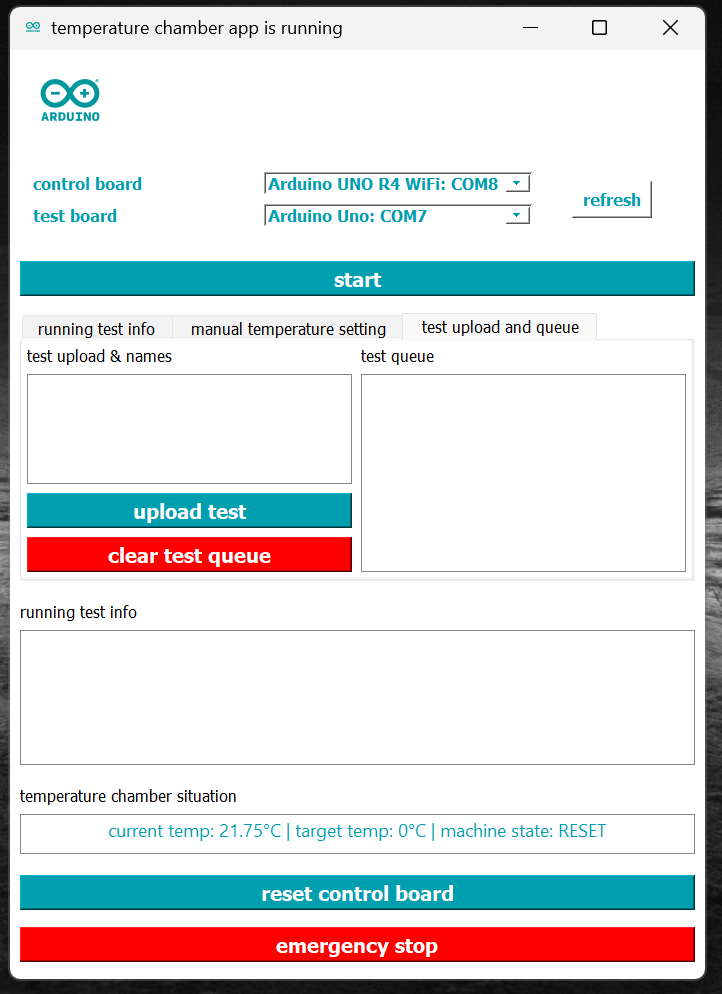 temperature chamber app is running
ARDUINO
control board
Arduino UNO R4 WiFi: COM8
refresh
test board
Arduino Uno: COM7
start
running test info
manual temperature setting
test upload and queue
test upload & names
test queue
upload test
clear test queue
running test info
temperature chamber situation
current temp: 21.75°C | target temp: 0°C | machine state: RESET
reset control board
emergency stop